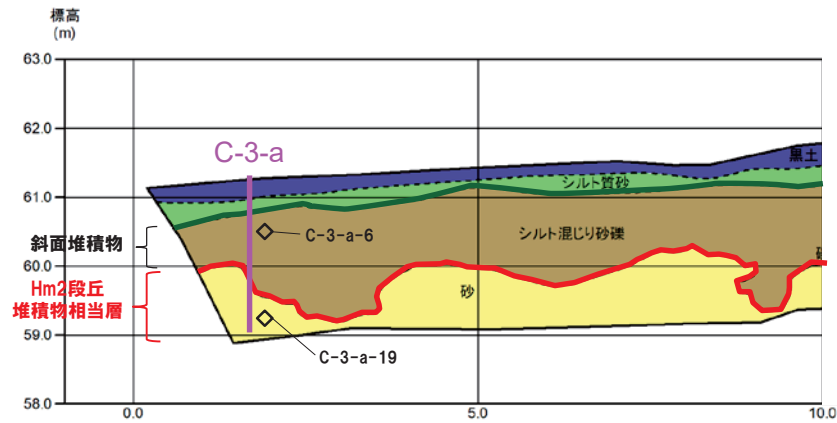 標高
(m)
63.0
62.0
C-3-a
黒土
61.0
シルト質砂
斜面堆積物
C-3-a-6
シルト混じり砂礫
60.0
Hm2段丘
堆積物相当層
砂
59.0
C-3-a-19
58.0
0.0
5.0
10.0